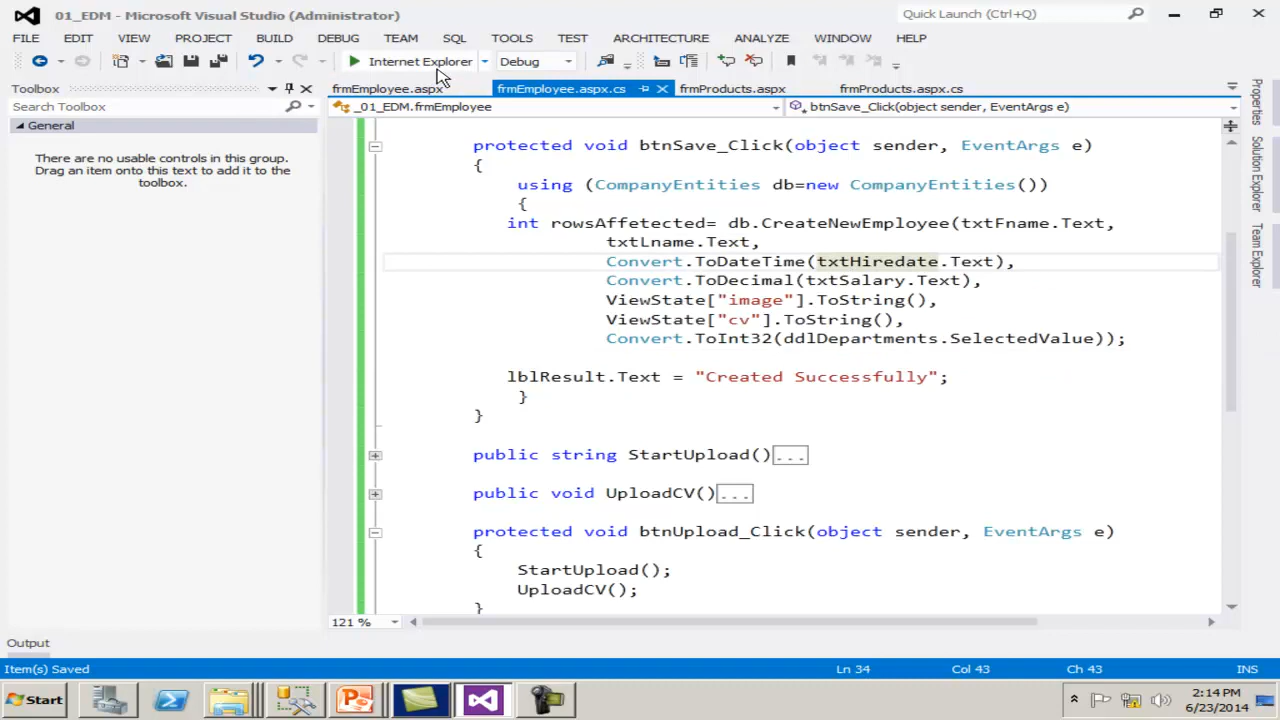 01_EDM - Microsoft Visual Studio (Administrator)
Quick Launch (Ctrl+Q)
FILE EDIT VIEW PROJECT BUILD DEBUG TEAM SQL TOOLS TEST ARCHITECTURE ANALYZE WINDOW HELP
Internet Explorer Debug
Toolbox
frmEmployee.aspx frmEmployee.aspx.cs frmProducts.aspx frmProducts.aspx.cs
Search Toolbox
_01_EDM.frmEmployee btnSave_Click(object sender, EventArgs e)
General
There are no usable controls in this group.
Drag an item onto this text to add it to the
toolbox.
protected void btnSave_Click(object sender, EventArgs e)
{
using (CompanyEntities db=new CompanyEntities())
{
int rowsAffetected= db.CreateNewEmployee(txtFname.Text,
txtLname.Text,
Convert.ToDateTime(txtHiredate.Text),
Convert.ToDecimal(txtSalary.Text),
ViewState["image"].ToString(),
ViewState["cv"].ToString(),
Convert.ToInt32(ddlDepartments.SelectedValue));
lblResult.Text = "Created Successfully";
}
}
public string StartUpload()...
public void UploadCV()...
protected void btnUpload_Click(object sender, EventArgs e)
{
StartUpload();
UploadCV();
}
121 %
Properties
Solution Explorer
Team Explorer
Output
Item(s) Saved Ln 34 Col 43 Ch 43 INS
Start
2:14 PM
6/23/2014